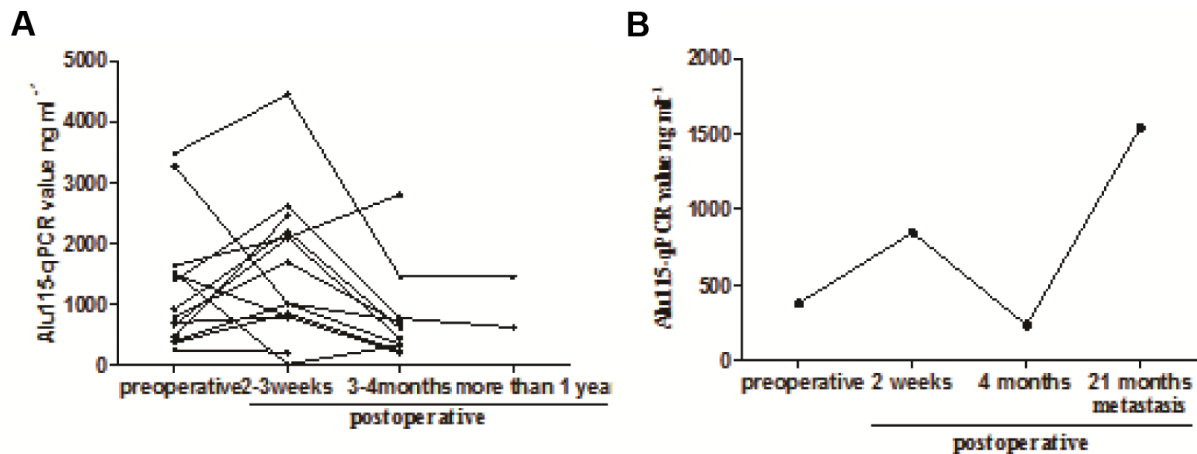 A
Alu115-qPCR value ng ml⁻¹
5000
4000
3000
2000
1000
0
preoperative 2-3weeks 3-4months more than 1 year
postoperative
B
Alu115-qPCR value ng ml⁻¹
2000
1500
1000
500
0
preoperative 2 weeks 4 months 21 months
metastasis
postoperative